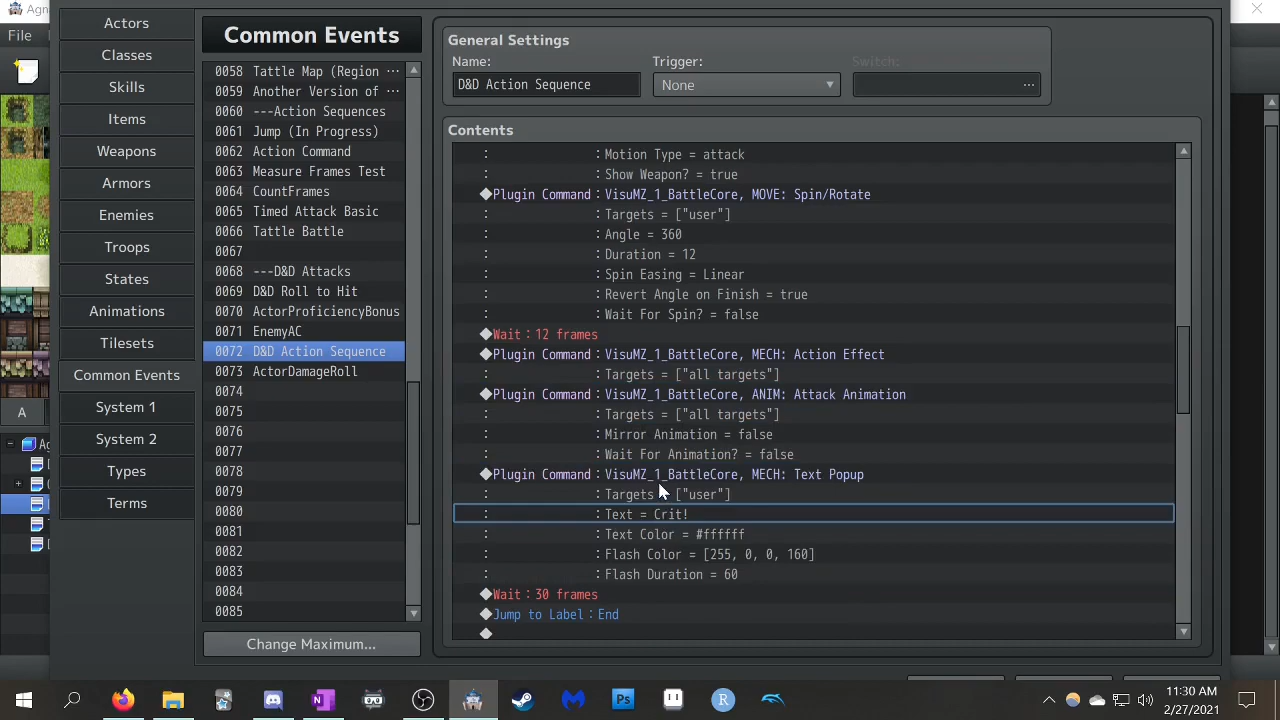 Agn
File
Actors
Classes
Skills
Items
Weapons
Armors
Enemies
Troops
States
Animations
Tilesets
Common Events
System 1
System 2
Types
Terms
A
Ag
Common Events
0058 Tattle Map (Region ···
0059 Another Version of ···
0060 ---Action Sequences
0061 Jump (In Progress)
0062 Action Command
0063 Measure Frames Test
0064 CountFrames
0065 Timed Attack Basic
0066 Tattle Battle
0067
0068 ---D&D Attacks
0069 D&D Roll to Hit
0070 ActorProficiencyBonus
0071 EnemyAC
0072 D&D Action Sequence
0073 ActorDamageRoll
0074
0075
0076
0077
0078
0079
0080
0081
0082
0083
0084
0085
Change Maximum...
General Settings
Name:
Trigger:
Switch:
D&D Action Sequence
None
···
Contents
: :Motion Type = attack
: :Show Weapon? = true
◆Plugin Command：VisuMZ_1_BattleCore, MOVE: Spin/Rotate
: :Targets = ["user"]
: :Angle = 360
: :Duration = 12
: :Spin Easing = Linear
: :Revert Angle on Finish = true
: :Wait For Spin? = false
◆Wait：12 frames
◆Plugin Command：VisuMZ_1_BattleCore, MECH: Action Effect
: :Targets = ["all targets"]
◆Plugin Command：VisuMZ_1_BattleCore, ANIM: Attack Animation
: :Targets = ["all targets"]
: :Mirror Animation = false
: :Wait For Animation? = false
◆Plugin Command：VisuMZ_1_BattleCore, MECH: Text Popup
: :Targets = ["user"]
: :Text = Crit!
: :Text Color = #ffffff
: :Flash Color = [255, 0, 0, 160]
: :Flash Duration = 60
◆Wait：30 frames
◆Jump to Label：End
◆
11:30 AM
2/27/2021